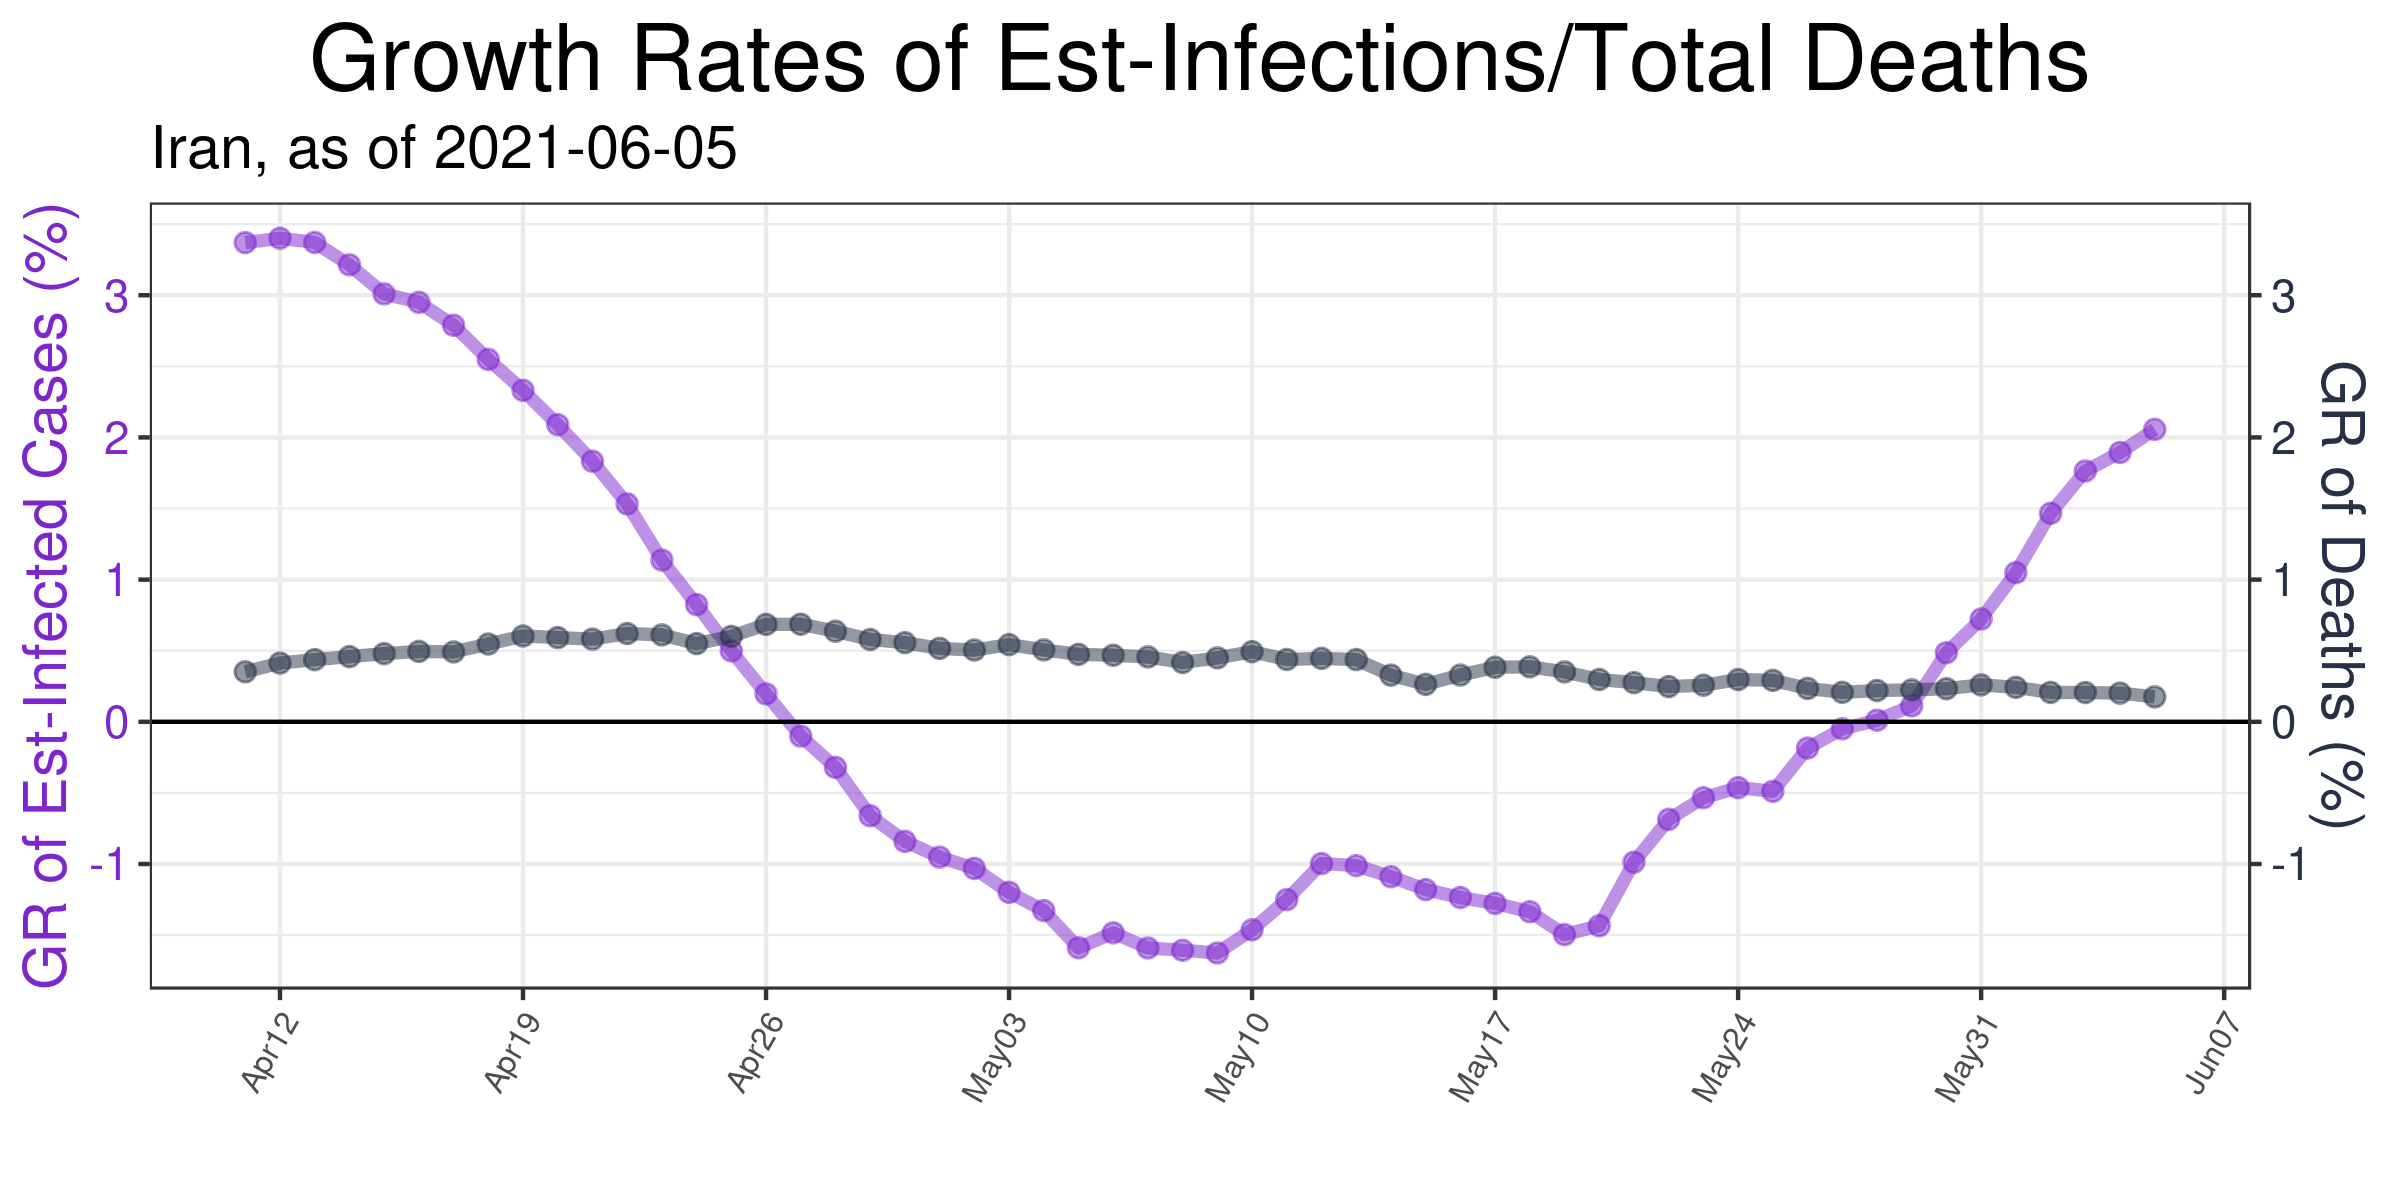 Growth Rates of Est-Infections/Total Deaths
Iran, as of 2021-06-05
GR of Est-Infected Cases (%)
3
2
1
0
-1
3
2
1
0
-1
GR of Deaths (%)
Apr12
Apr19
Apr26
May03
May10
May17
May24
May31
Jun07